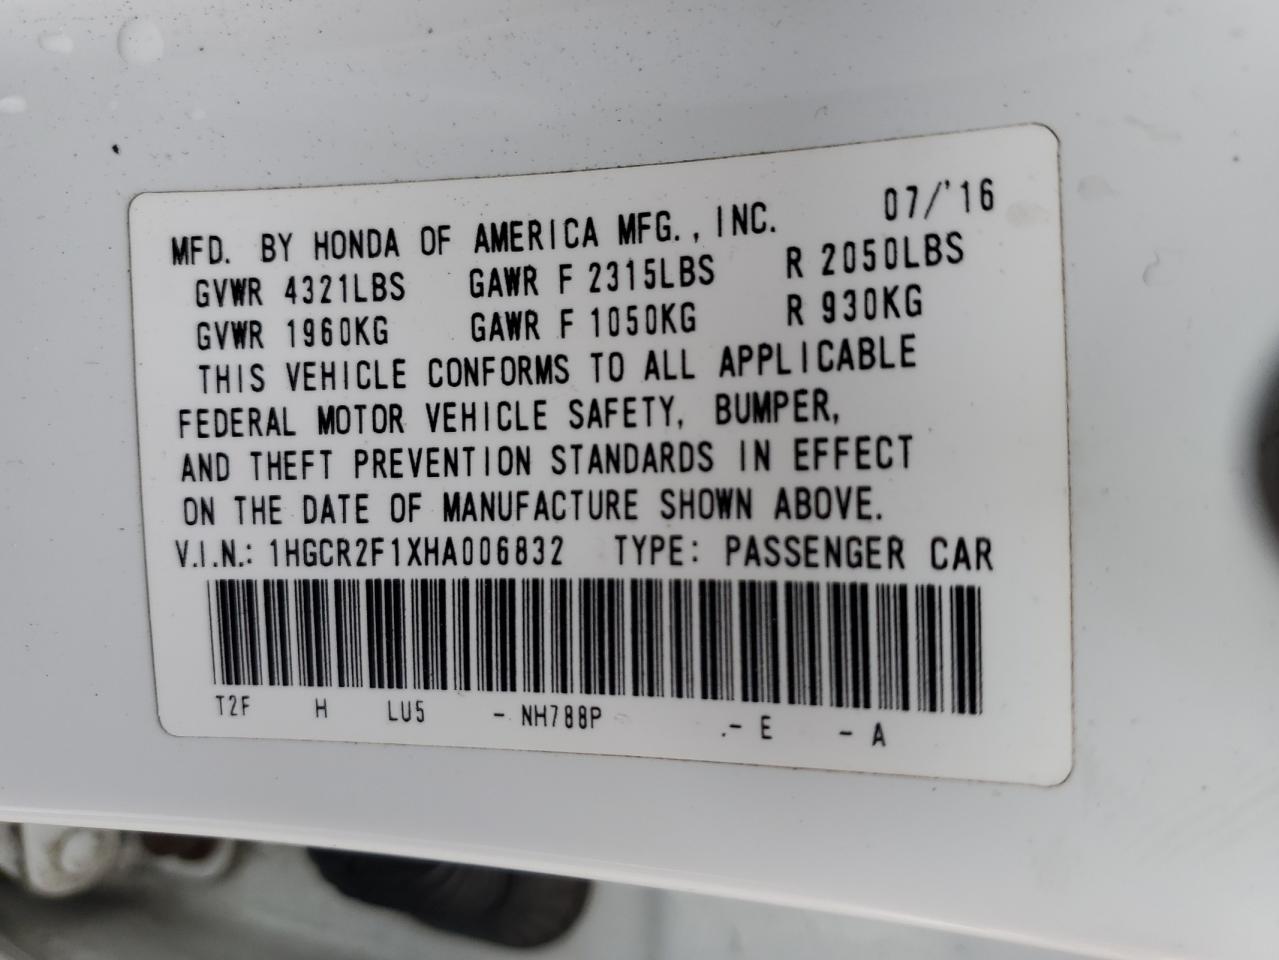 07/'16
MFD. BY HONDA OF AMERICA MFG., INC.
GVWR 4321LBS GAWR F 2315LBS R 2050LBS
GVWR 1960KG GAWR F 1050KG R 930KG
THIS VEHICLE CONFORMS TO ALL APPLICABLE
FEDERAL MOTOR VEHICLE SAFETY, BUMPER,
AND THEFT PREVENTION STANDARDS IN EFFECT
ON THE DATE OF MANUFACTURE SHOWN ABOVE.
V.I.N.: 1HGCR2F1XHA006832 TYPE: PASSENGER CAR
T2F H LU5 - NH788P .- E - A